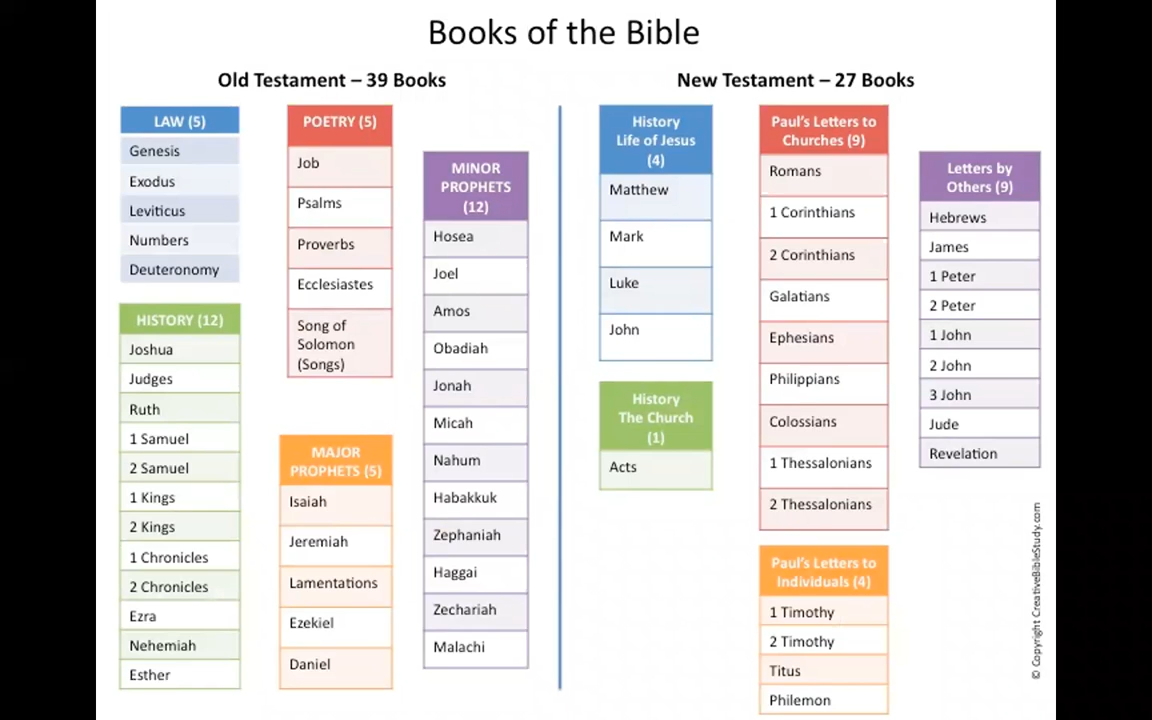 Books of the Bible
Old Testament – 39 Books
LAW (5)
Genesis
Exodus
Leviticus
Numbers
Deuteronomy
HISTORY (12)
Joshua
Judges
Ruth
1 Samuel
2 Samuel
1 Kings
2 Kings
1 Chronicles
2 Chronicles
Ezra
Nehemiah
Esther
POETRY (5)
Job
Psalms
Proverbs
Ecclesiastes
Song of
Solomon
(Songs)
MAJOR
PROPHETS (5)
Isaiah
Jeremiah
Lamentations
Ezekiel
Daniel
MINOR
PROPHETS
(12)
Hosea
Joel
Amos
Obadiah
Jonah
Micah
Nahum
Habakkuk
Zephaniah
Haggai
Zechariah
Malachi
New Testament – 27 Books
History
Life of Jesus
(4)
Matthew
Mark
Luke
John
History
The Church
(1)
Acts
Paul's Letters to
Churches (9)
Romans
1 Corinthians
2 Corinthians
Galatians
Ephesians
Philippians
Colossians
1 Thessalonians
2 Thessalonians
Paul's Letters to
Individuals (4)
1 Timothy
2 Timothy
Titus
Philemon
Letters by
Others (9)
Hebrews
James
1 Peter
2 Peter
1 John
2 John
3 John
Jude
Revelation
© Copyright CreativeBibleStudy.com